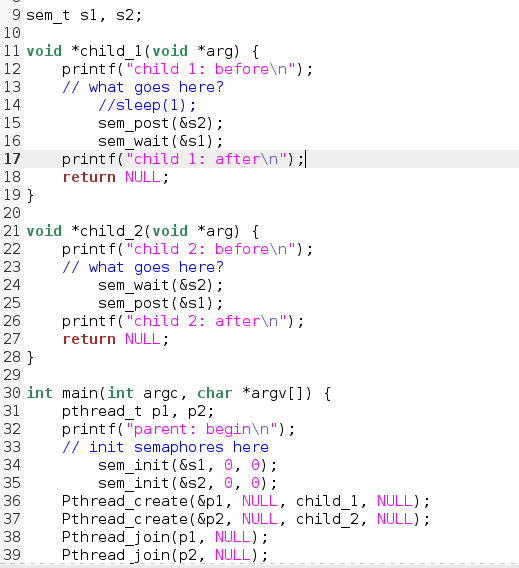 9 sem_t s1, s2;
10
11 void *child_1(void *arg) {
12     printf("child 1: before\n");
13     // what goes here?
14         //sleep(1);
15         sem_post(&s2);
16         sem_wait(&s1);
17     printf("child 1: after\n");
18     return NULL;
19 }
20
21 void *child_2(void *arg) {
22     printf("child 2: before\n");
23     // what goes here?
24         sem_wait(&s2);
25         sem_post(&s1);
26     printf("child 2: after\n");
27     return NULL;
28 }
29
30 int main(int argc, char *argv[]) {
31     pthread_t p1, p2;
32     printf("parent: begin\n");
33     // init semaphores here
34         sem_init(&s1, 0, 0);
35         sem_init(&s2, 0, 0);
36     Pthread_create(&p1, NULL, child_1, NULL);
37     Pthread_create(&p2, NULL, child_2, NULL);
38     Pthread_join(p1, NULL);
39     Pthread_join(p2, NULL);